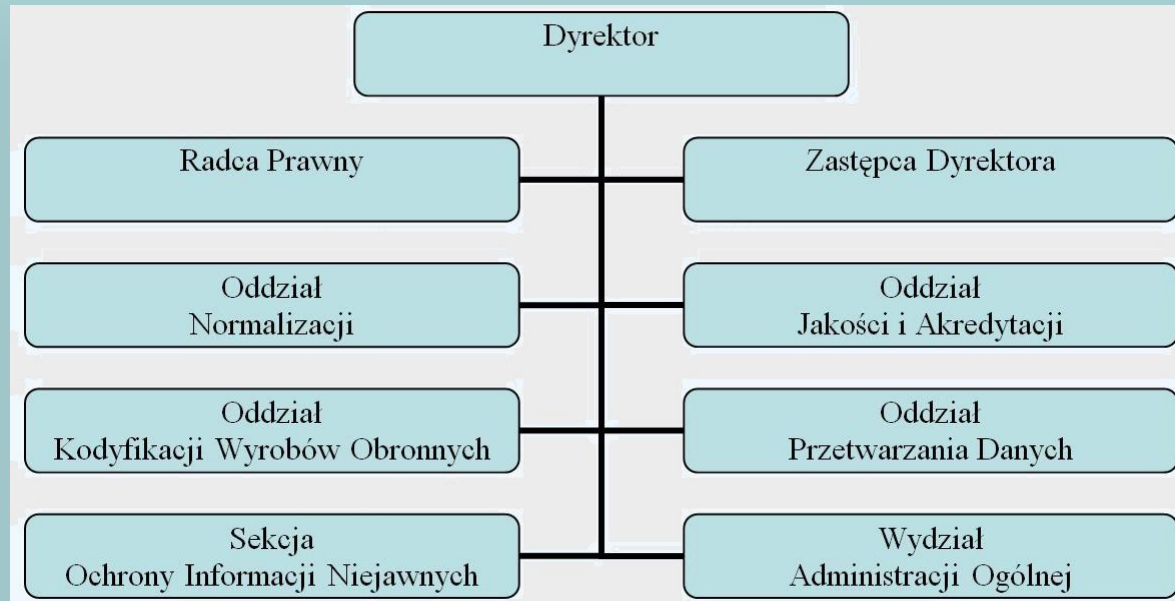 Dyrektor
Radca Prawny
Zastępca Dyrektora
Oddział
Normalizacji
Oddział
Jakości i Akredytacji
Oddział
Kodyfikacji Wyrobów Obronnych
Oddział
Przetwarzania Danych
Sekcja
Ochrony Informacji Niejawnych
Wydział
Administracji Ogólnej